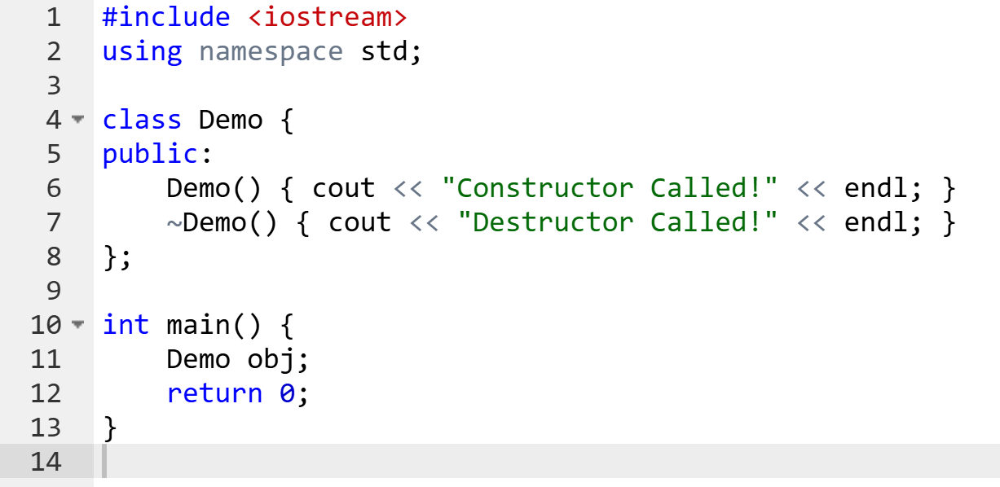 1 #include <iostream>
2 using namespace std;
3
4 class Demo {
5 public:
6     Demo() { cout << "Constructor Called!" << endl; }
7     ~Demo() { cout << "Destructor Called!" << endl; }
8 };
9
10 int main() {
11     Demo obj;
12     return 0;
13 }
14